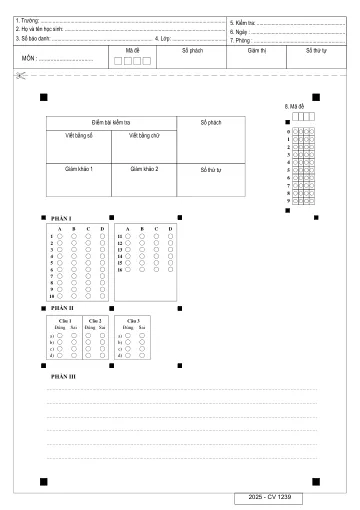 1. Trường: ........................................................................ 5. Kiểm tra: ........................................
2. Họ và tên học sinh: ........................................................................ 6. Ngày : ........................................
3. Số báo danh: ........................................ 4. Lớp: ........................................ 7. Phòng : ........................................
MÔN : ............................ Mã đề Số phách Giám thị Số thứ tự
8. Mã đề
Điểm bài kiểm tra Số phách
Viết bằng số Viết bằng chữ
Giám khảo 1 Giám khảo 2 Số thứ tự
0
1
2
3
4
5
6
7
8
9
PHẦN I
A B C D A B C D
1 11
2 12
3 13
4 14
5 15
6 16
7
8
9
10
PHẦN II
Câu 1 Câu 2 Câu 3
Đúng Sai Đúng Sai Đúng Sai
a) a)
b) b)
c) c)
d) d)
PHẦN III
2025 - CV 1239